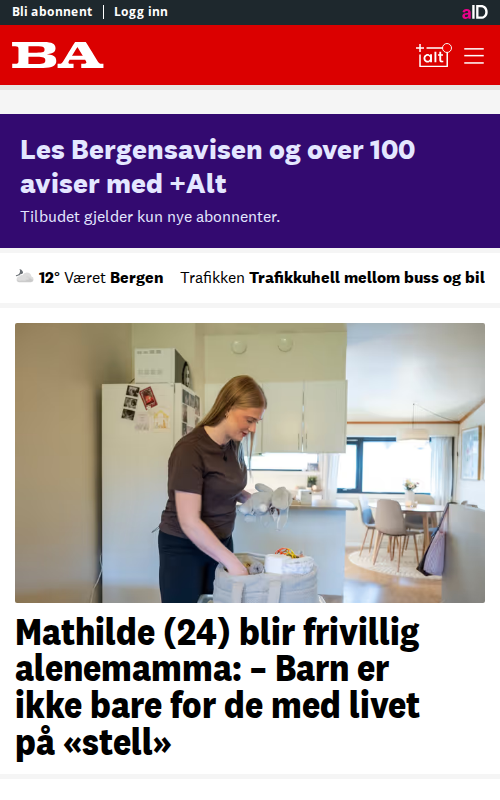 Bli abonnent | Logg inn
aID
BA
+alt
Les Bergensavisen og over 100
aviser med +Alt
Tilbudet gjelder kun nye abonnenter.
12° Været Bergen Trafikken Trafikkuhell mellom buss og bil
Mathilde (24) blir frivillig
alenemamma: – Barn er
ikke bare for de med livet
på «stell»